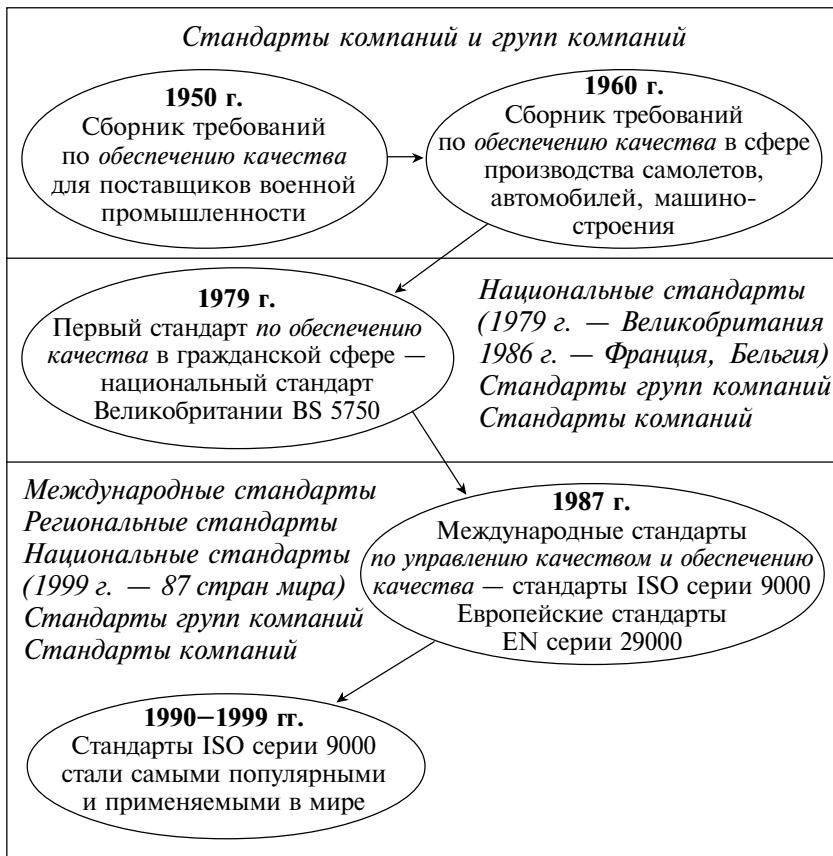 Стандарты компаний и групп компаний
1950 г.
Сборник требований
по обеспечению качества
для поставщиков военной
промышленности
1960 г.
Сборник требований
по обеспечению качества в сфере
производства самолетов,
автомобилей, машино-
строения
1979 г.
Первый стандарт по обеспечению
качества в гражданской сфере —
национальный стандарт
Великобритании BS 5750
Национальные стандарты
(1979 г. — Великобритания
1986 г. — Франция, Бельгия)
Стандарты групп компаний
Стандарты компаний
Международные стандарты
Региональные стандарты
Национальные стандарты
(1999 г. — 87 стран мира)
Стандарты групп компаний
Стандарты компаний
1987 г.
Международные стандарты
по управлению качеством и обеспечению
качества — стандарты ISO серии 9000
Европейские стандарты
EN серии 29000
1990—1999 гг.
Стандарты ISO серии 9000
стали самыми популярными
и применяемыми в мире